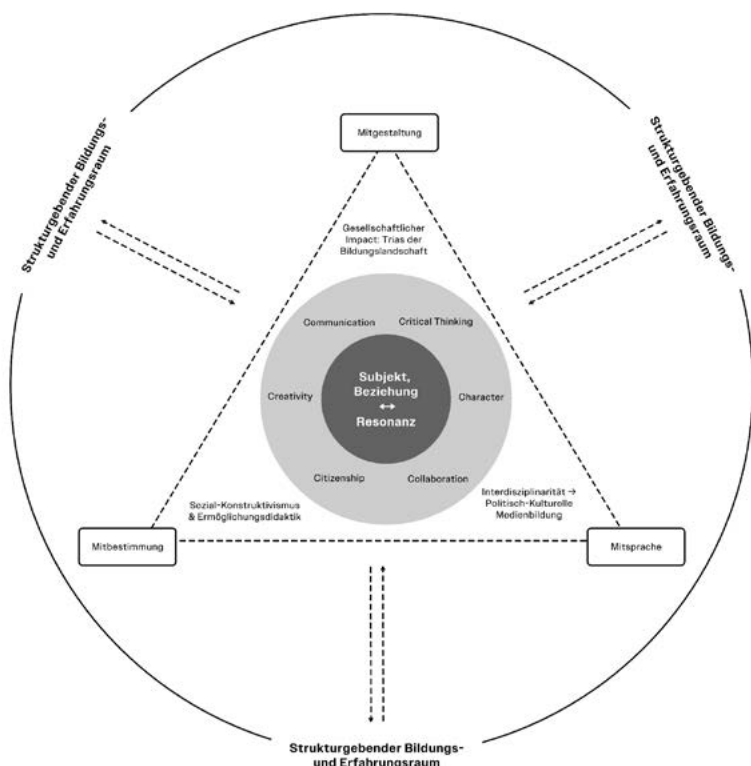 Strukturgebender Bildungs-
und Erfahrungsraum
Mitgestaltung
Strukturgebender Bildungs-
und Erfahrungsraum
Gesellschaftlicher
Impact: Trias der
Bildungslandschaft
Communication
Critical Thinking
Subjekt,
Beziehung
↔
Resonanz
Creativity
Character
Citizenship
Collaboration
Sozial-Konstruktivismus
& Ermöglichungsdidaktik
Interdisziplinarität →
Politisch-Kulturelle
Medienbildung
Mitbestimmung
Mitsprache
Strukturgebender Bildungs-
und Erfahrungsraum